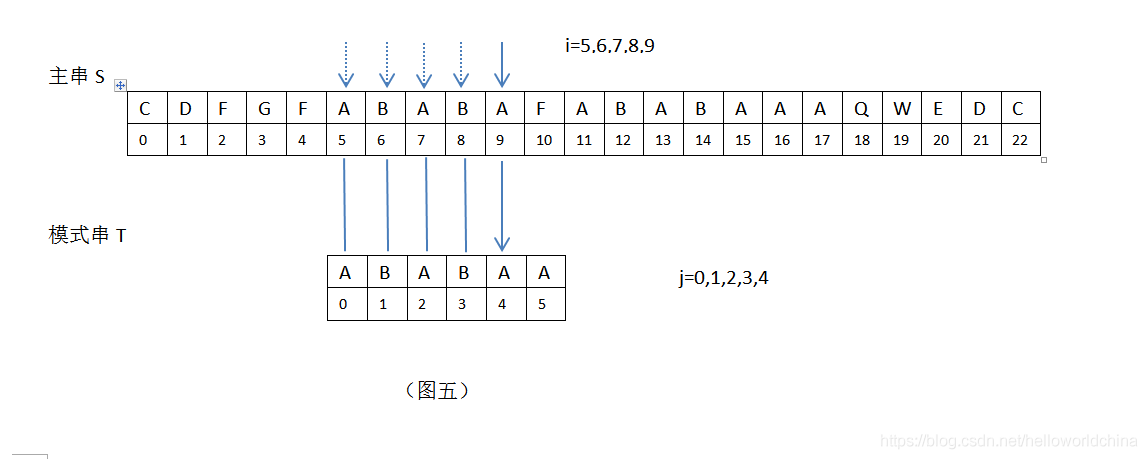 i=5,6,7,8,9
主串 S
C D F G F A B A B A F A B A B A A A Q W E D C
0 1 2 3 4 5 6 7 8 9 10 11 12 13 14 15 16 17 18 19 20 21 22
模式串 T
A B A B A A
j=0,1,2,3,4
0 1 2 3 4 5
（图五）
https://blog.csdn.net/helloworldchina